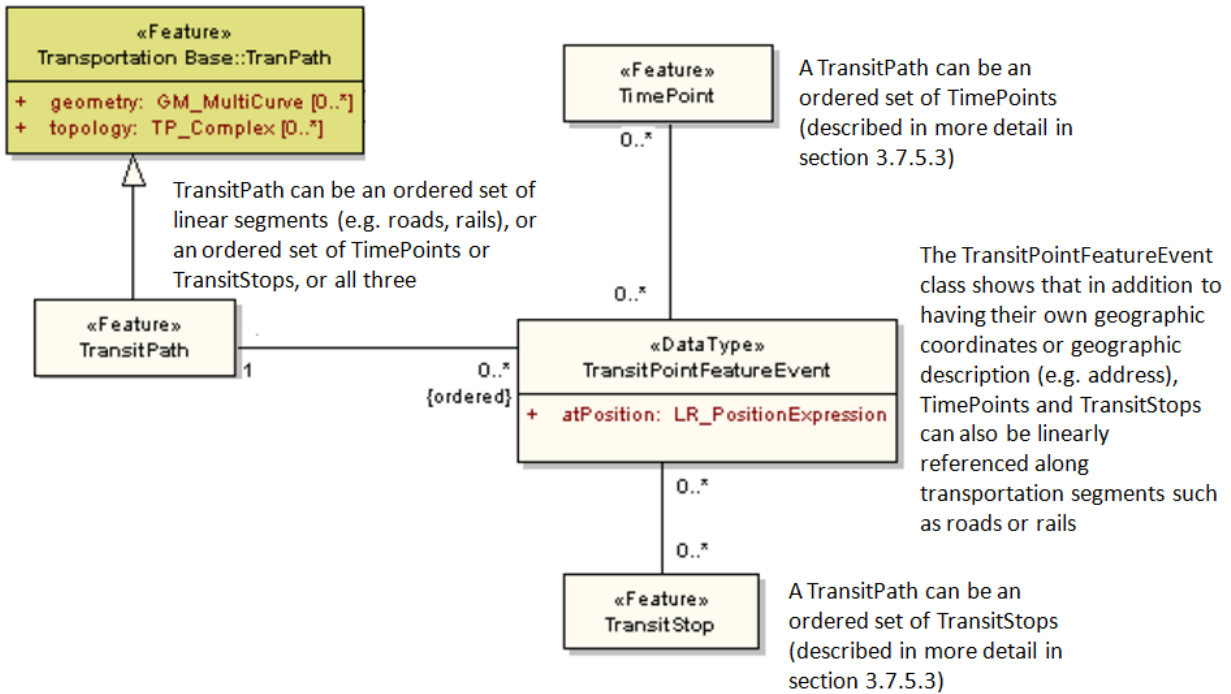 «Feature»
Transportation Base::TranPath
+ geometry: GM_MultiCurve [0..*]
+ topology: TP_Complex [0..*]
TransitPath can be an ordered set of
linear segments (e.g. roads, rails), or
an ordered set of TimePoints or
TransitStops, or all three
«Feature»
TransitPath
1
0..*
{ordered}
«Feature»
TimePoint
0..*
0..*
A TransitPath can be an
ordered set of TimePoints
(described in more detail in
section 3.7.5.3)
«DataType»
TransitPointFeatureEvent
+ atPosition: LR_PositionExpression
The TransitPointFeatureEvent
class shows that in addition to
having their own geographic
coordinates or geographic
description (e.g. address),
TimePoints and TransitStops
can also be linearly
referenced along
transportation segments such
as roads or rails
0..*
0..*
«Feature»
TransitStop
A TransitPath can be an
ordered set of TransitStops
(described in more detail in
section 3.7.5.3)